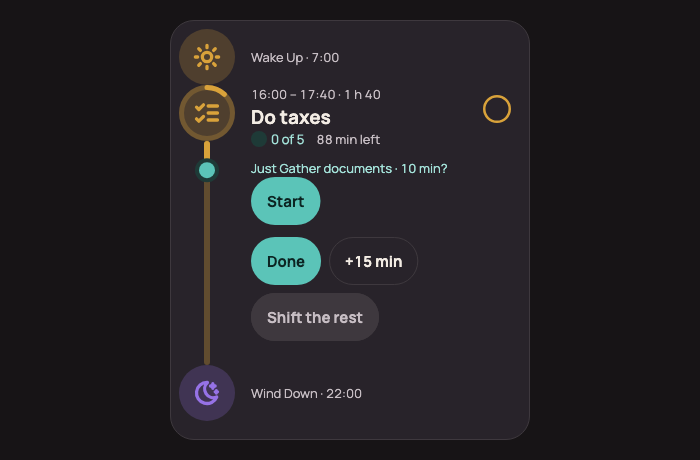 Wake Up · 7:00
16:00 – 17:40 · 1 h 40
Do taxes
0 of 5 88 min left
Just Gather documents · 10 min?
Start
Done +15 min
Shift the rest
Wind Down · 22:00